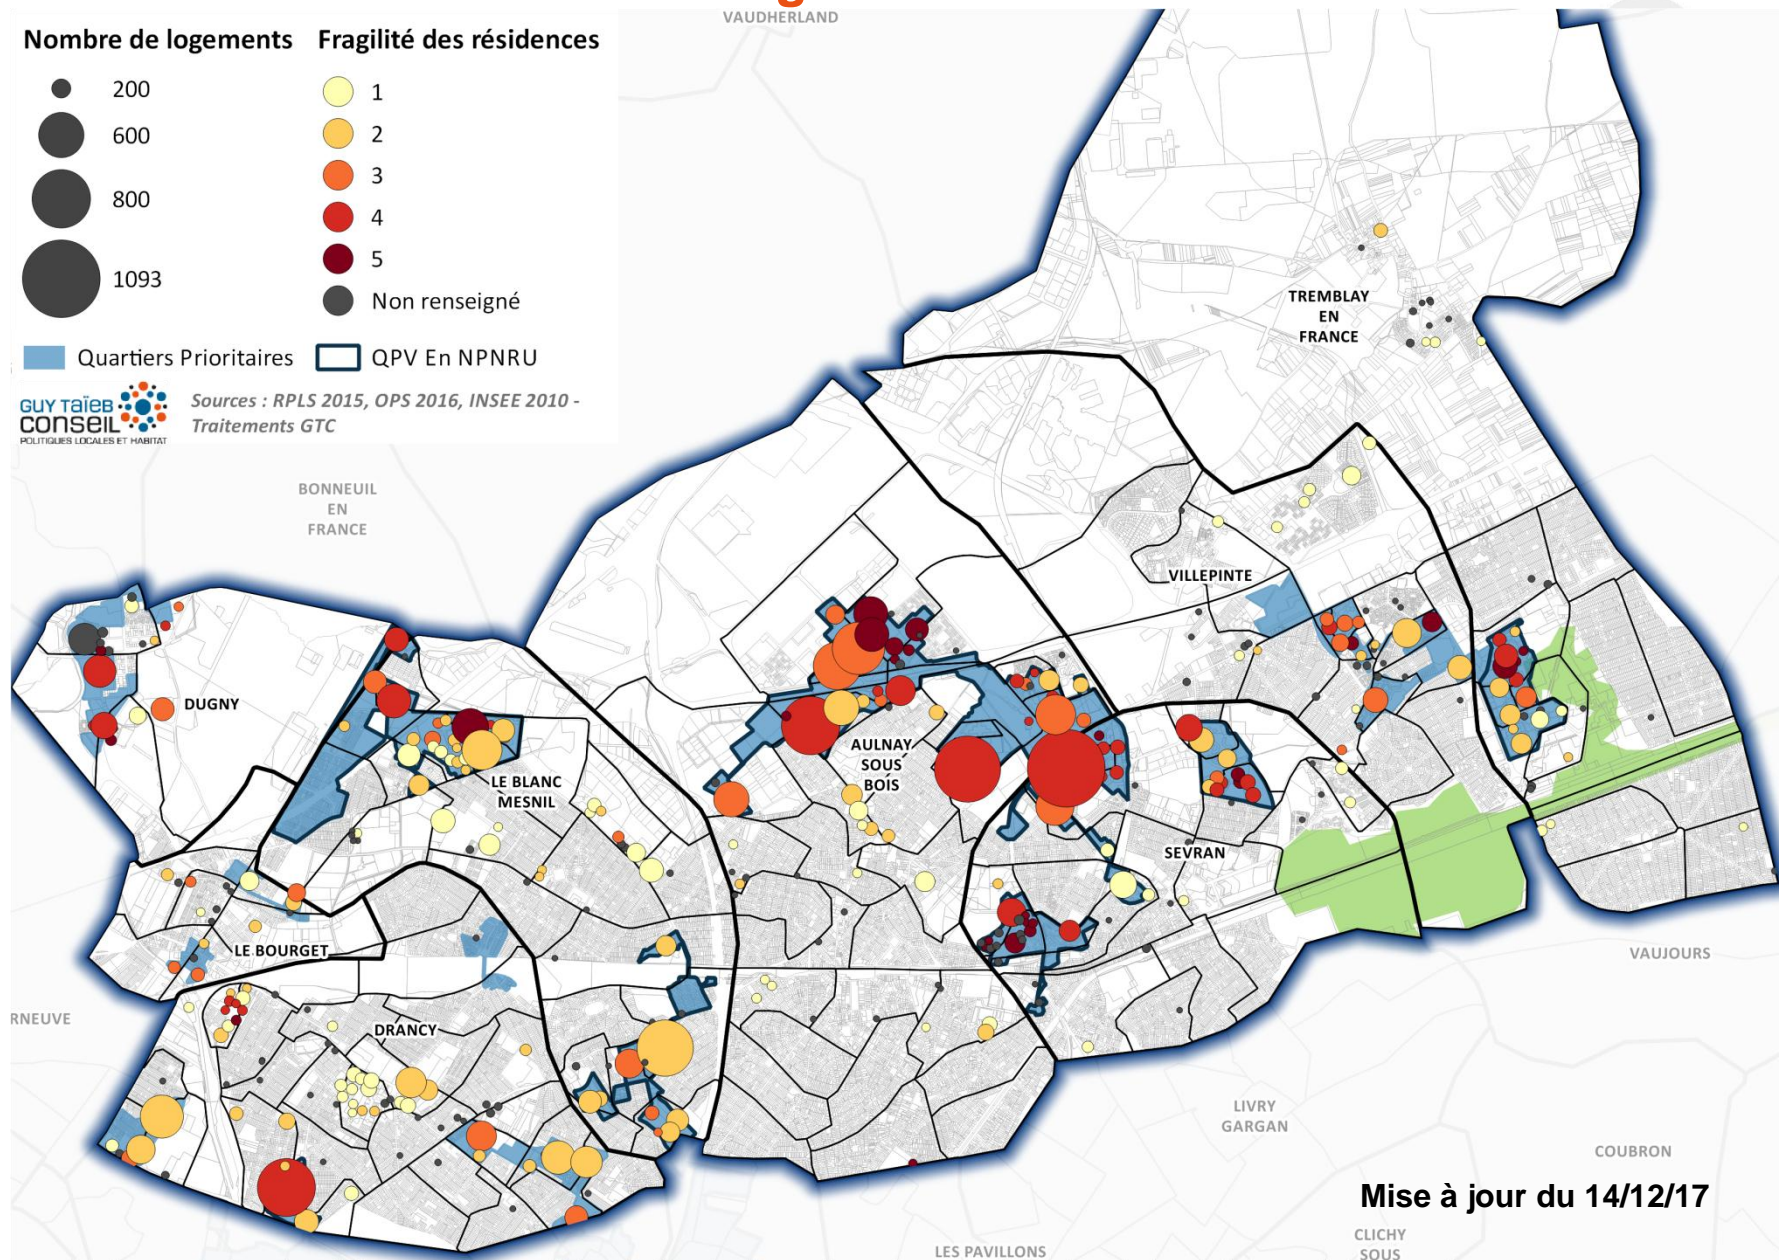 g
VAUDHERLAND
Nombre de logements
Fragilité des résidences
200
600
800
1093
1
2
3
4
5
Non renseigné
Quartiers Prioritaires
QPV En NPNRU
GUY TAïEB
CONSEIL
POLITIQUES LOCALES ET HABITAT
Sources : RPLS 2015, OPS 2016, INSEE 2010 -
Traitements GTC
TREMBLAY
EN
FRANCE
BONNEUIL
EN
FRANCE
VILLEPINTE
DUGNY
AULNAY
SOUS
BOIS
LE BLANC
MESNIL
SEVRAN
LE BOURGET
VAUJOURS
RNEUVE
DRANCY
LIVRY
GARGAN
COUBRON
Mise à jour du 14/12/17
CLICHY
SOUS
LES PAVILLONS